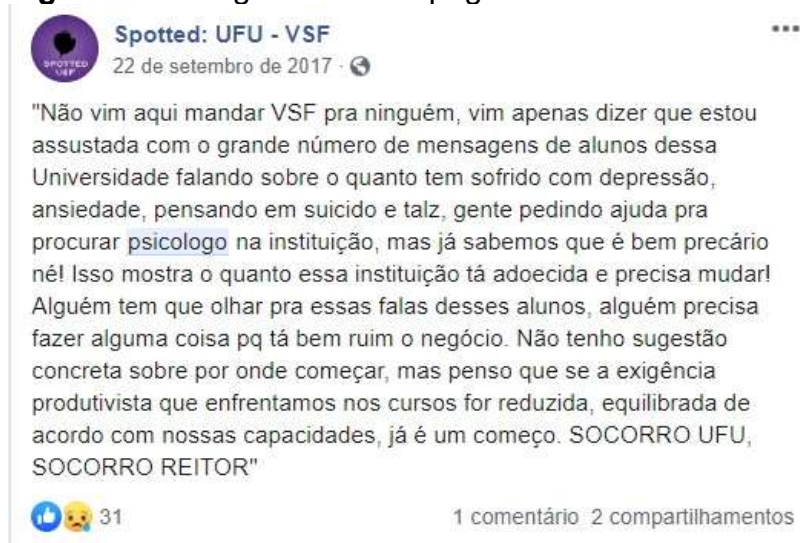 Spotted: UFU - VSF
22 de setembro de 2017 ·
SPOTTED
"Não vim aqui mandar VSF pra ninguém, vim apenas dizer que estou
assustada com o grande número de mensagens de alunos dessa
Universidade falando sobre o quanto tem sofrido com depressão,
ansiedade, pensando em suicido e talz, gente pedindo ajuda pra
procurar psicologo na instituição, mas já sabemos que é bem precário
né! Isso mostra o quanto essa instituição tá adoecida e precisa mudar!
Alguém tem que olhar pra essas falas desses alunos, alguém precisa
fazer alguma coisa pq tá bem ruim o negócio. Não tenho sugestão
concreta sobre por onde começar, mas penso que se a exigência
produtivista que enfrentamos nos cursos for reduzida, equilibrada de
acordo com nossas capacidades, já é um começo. SOCORRO UFU,
SOCORRO REITOR"
31
1 comentário 2 compartilhamentos